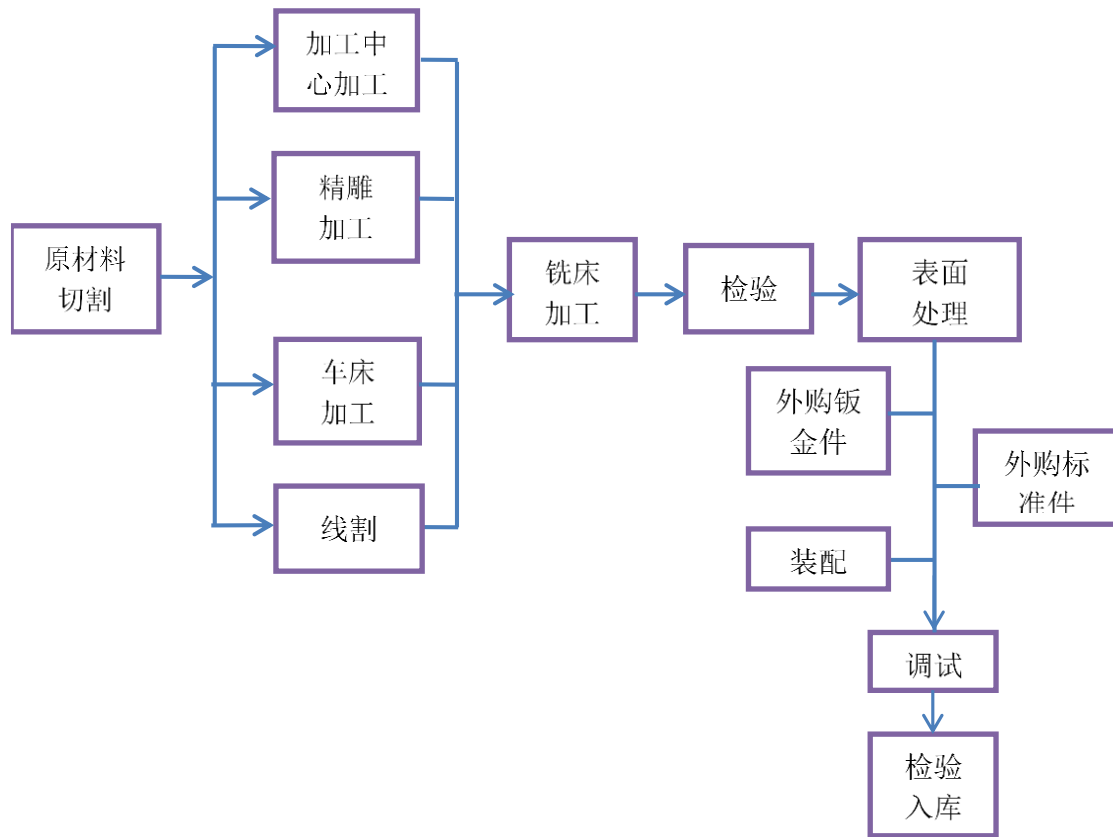 加工中
心加工
精雕
加工
原材料
切割
车床
加工
线割
铣床
加工
检验
表面
处理
外购钣
金件
外购标
准件
装配
调试
检验
入库